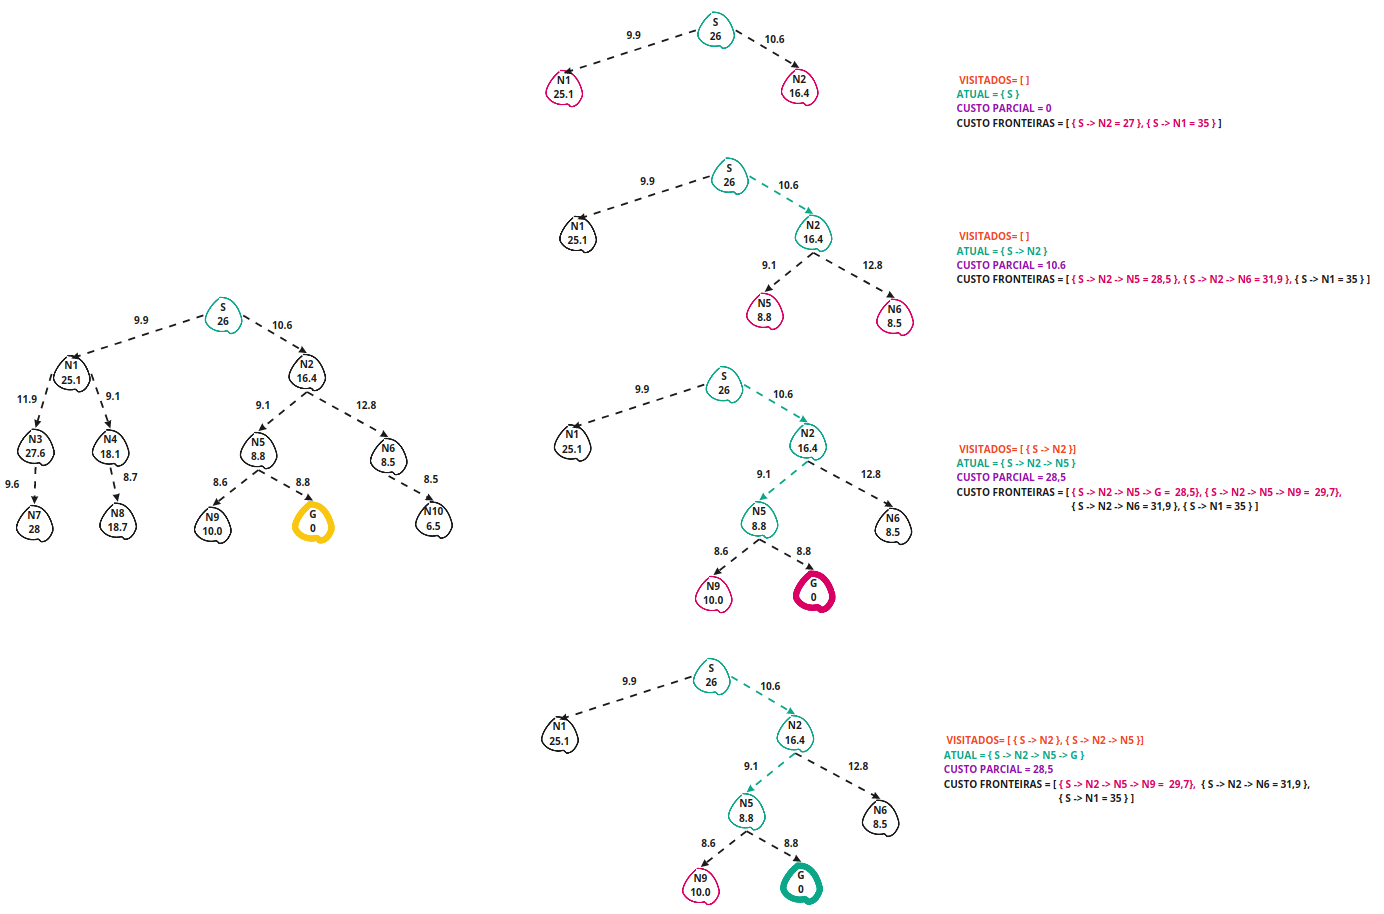 S
26
9.9
10.6
N1
25.1
N2
16.4
11.9
9.1
9.1
12.8
N3
27.6
N4
18.1
N5
8.8
N6
8.5
9.6
8.7
8.6
8.8
8.5
N7
28
N8
18.7
N9
10.0
G
0
N10
6.5
S
26
9.9
10.6
N1
25.1
N2
16.4
VISITADOS= [ ]
ATUAL = { S }
CUSTO PARCIAL = 0
CUSTO FRONTEIRAS = [ { S -> N2 = 27 }, { S -> N1 = 35 } ]
S
26
9.9
10.6
N1
25.1
N2
16.4
9.1
12.8
N5
8.8
N6
8.5
VISITADOS= [ ]
ATUAL = { S -> N2 }
CUSTO PARCIAL = 10.6
CUSTO FRONTEIRAS = [ { S -> N2 -> N5 = 28,5 }, { S -> N2 -> N6 = 31,9 }, { S -> N1 = 35 } ]
S
26
9.9
10.6
N1
25.1
N2
16.4
9.1
12.8
N5
8.8
N6
8.5
8.6
8.8
N9
10.0
G
0
VISITADOS= [ { S -> N2 }]
ATUAL = { S -> N2 -> N5 }
CUSTO PARCIAL = 28,5
CUSTO FRONTEIRAS = [ { S -> N2 -> N5 -> G = 28,5}, { S -> N2 -> N5 -> N9 = 29,7},
{ S -> N2 -> N6 = 31,9 }, { S -> N1 = 35 } ]
S
26
9.9
10.6
N1
25.1
N2
16.4
9.1
12.8
N5
8.8
N6
8.5
8.6
8.8
N9
10.0
G
0
VISITADOS= [ { S -> N2 }, { S -> N2 -> N5 }]
ATUAL = { S -> N2 -> N5 -> G }
CUSTO PARCIAL = 28,5
CUSTO FRONTEIRAS = [ { S -> N2 -> N5 -> N9 = 29,7}, { S -> N2 -> N6 = 31,9 },
{ S -> N1 = 35 } ]